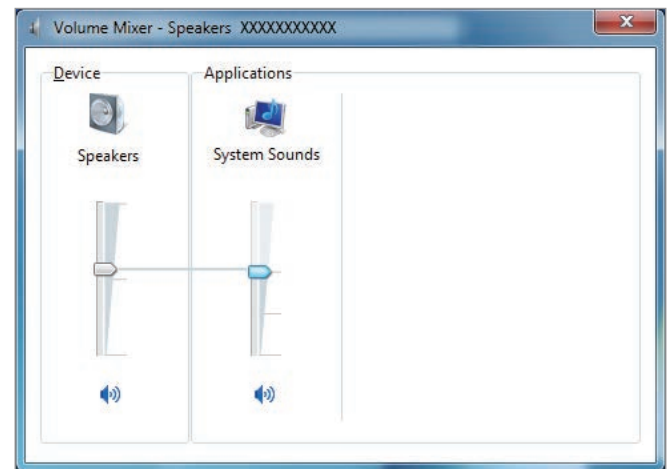 Volume Mixer - Speakers XXXXXXXXXXX
Device
Applications
Speakers
System Sounds